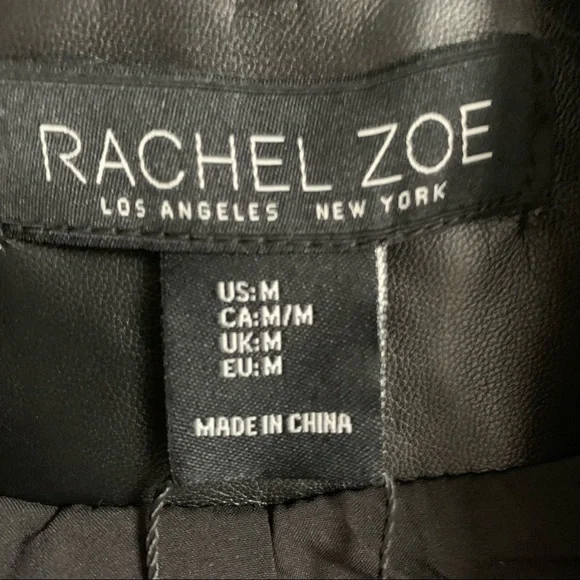 RACHEL ZOE
LOS ANGELES NEW YORK
US:M
CA:M/M
UK:M
EU:M
MADE IN CHINA